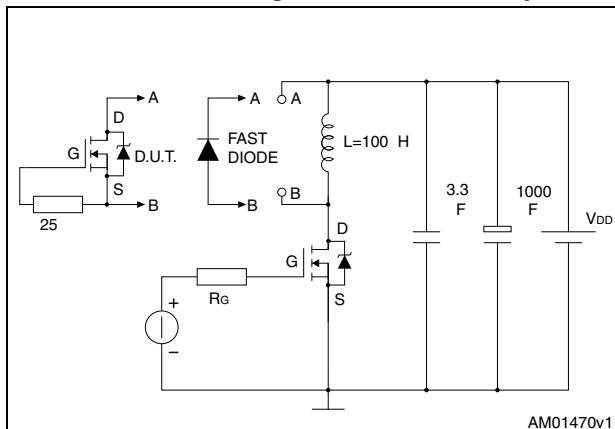 A
A
A
D
FAST
DIODE
G
D.U.T.
L=100 H
B
S
B
B
3.3
F
1000
F
25
VDD
D
G
RG
S
+
–
AM01470v1